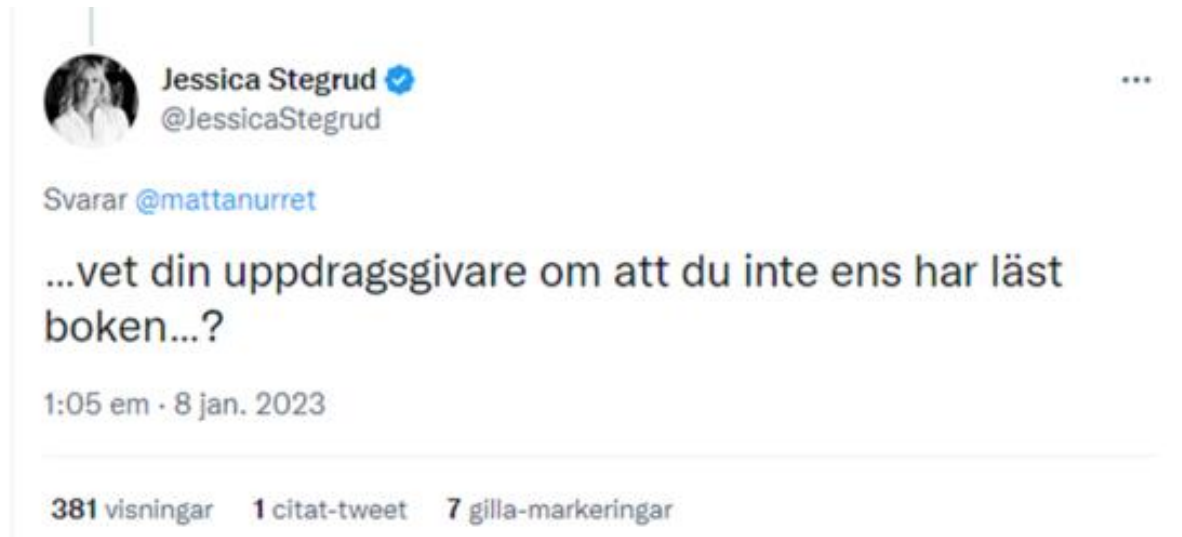 Jessica Stegrud
@JessicaStegrud
Svarar @mattanurret
...vet din uppdragsgivare om att du inte ens har läst
boken...?
1:05 em · 8 jan. 2023
381 visningar 1 citat-tweet 7 gilla-markeringar